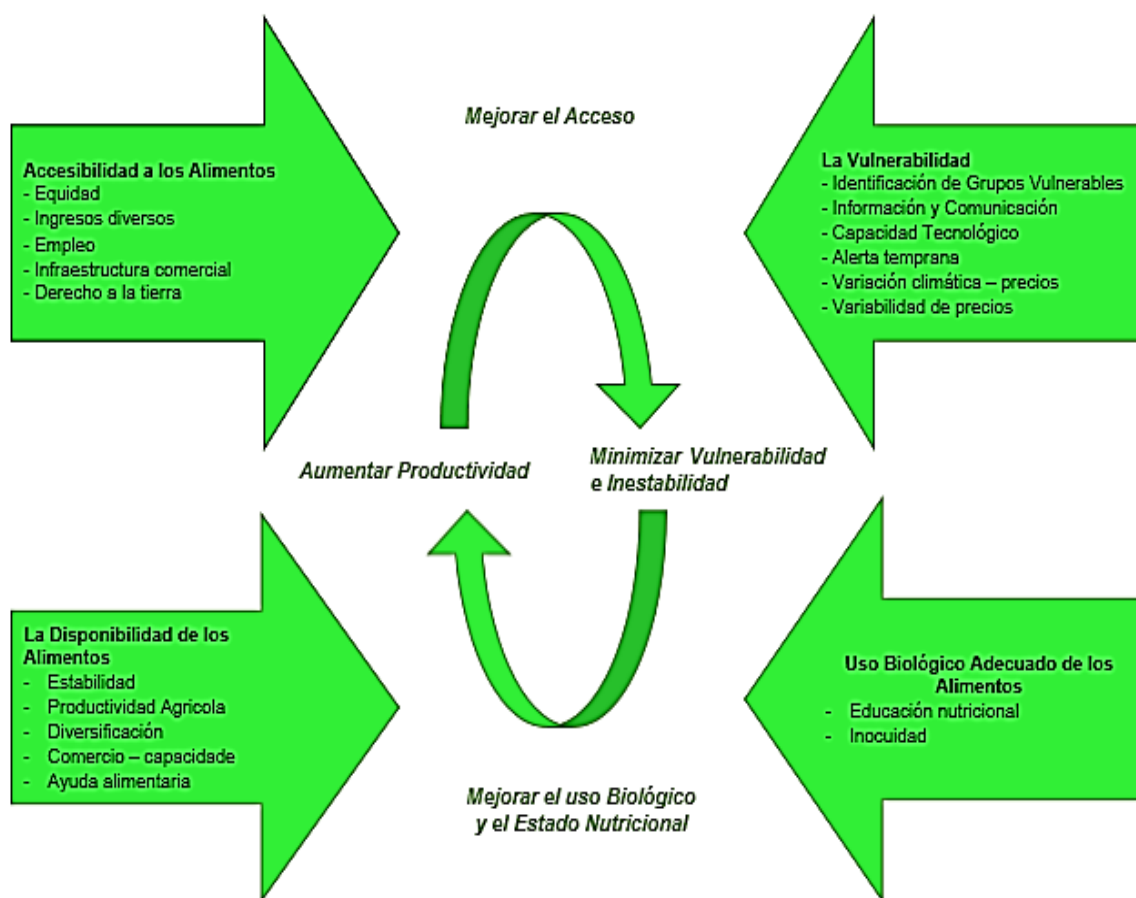 Mejorar el Acceso
Accesibilidad a los Alimentos
- Equidad
- Ingresos diversos
- Empleo
- Infraestructura comercial
- Derecho a la tierra
La Vulnerabilidad
- Identificación de Grupos Vulnerables
- Información y Comunicación
- Capacidad Tecnológico
- Alerta temprana
- Variación climática – precios
- Variabilidad de precios
Aumentar Productividad
Minimizar Vulnerabilidad
e Inestabilidad
La Disponibilidad de los
Alimentos
- Estabilidad
- Productividad Agricola
- Diversificación
- Comercio – capacidade
- Ayuda alimentaria
Uso Biológico Adecuado de los
Alimentos
- Educación nutricional
- Inocuidad
Mejorar el uso Biológico
y el Estado Nutricional